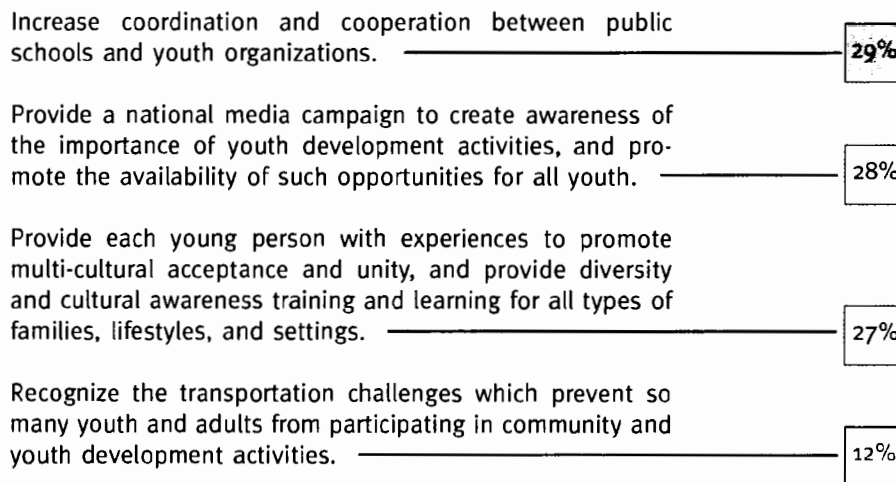 Increase coordination and cooperation between public
schools and youth organizations. 29%
Provide a national media campaign to create awareness of
the importance of youth development activities, and pro-
mote the availability of such opportunities for all youth. 28%
Provide each young person with experiences to promote
multi-cultural acceptance and unity, and provide diversity
and cultural awareness training and learning for all types of
families, lifestyles, and settings. 27%
Recognize the transportation challenges which prevent so
many youth and adults from participating in community and
youth development activities. 12%